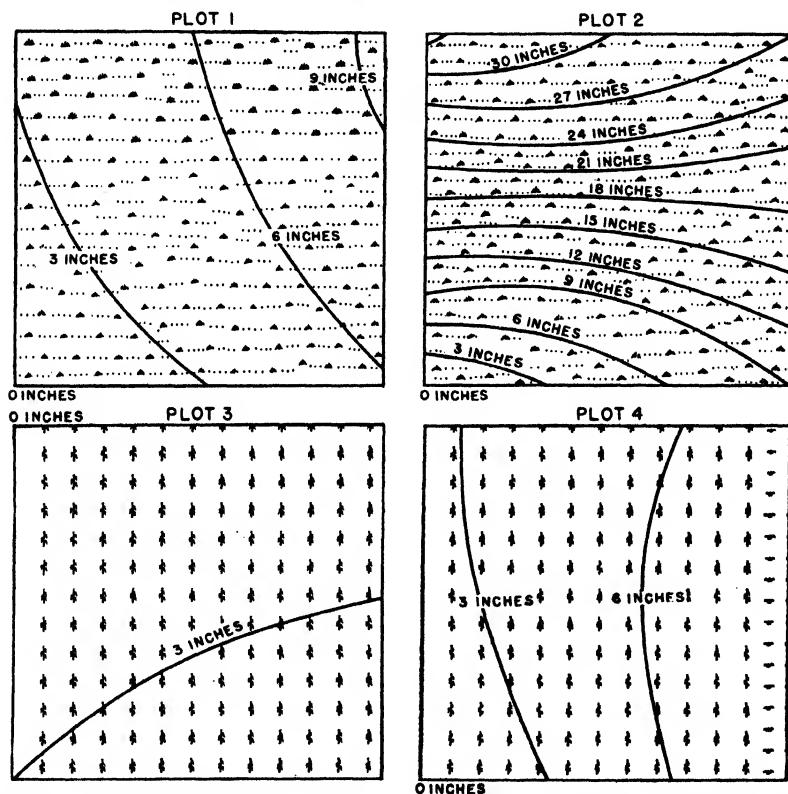 PLOT 1
9 INCHES
6 INCHES
3 INCHES
0 INCHES
PLOT 2
30 INCHES
27 INCHES
24 INCHES
21 INCHES
18 INCHES
15 INCHES
12 INCHES
9 INCHES
6 INCHES
3 INCHES
0 INCHES
0 INCHES
PLOT 3
3 INCHES
PLOT 4
3 INCHES
6 INCHES
0 INCHES